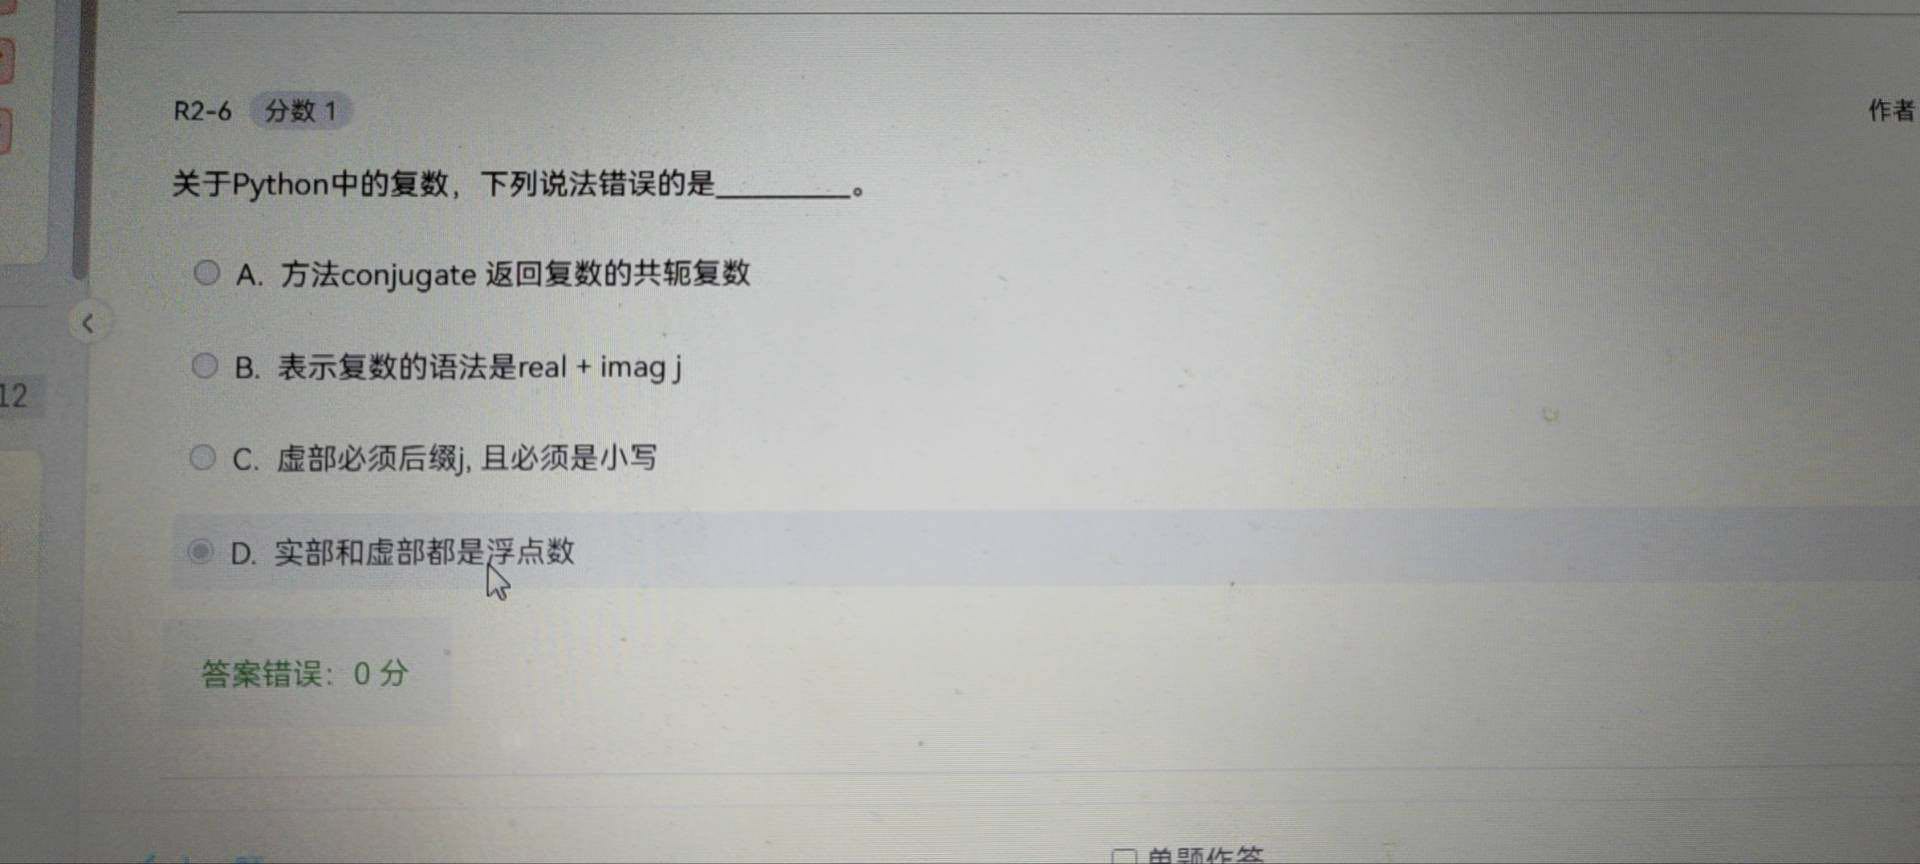 R2-6 分数 1
作者
关于Python中的复数，下列说法错误的是_________。
A. 方法conjugate 返回复数的共轭复数
B. 表示复数的语法是real + imag j
12
C. 虚部必须后缀j, 且必须是小写
D. 实部和虚部都是浮点数
答案错误：0 分
单题作答